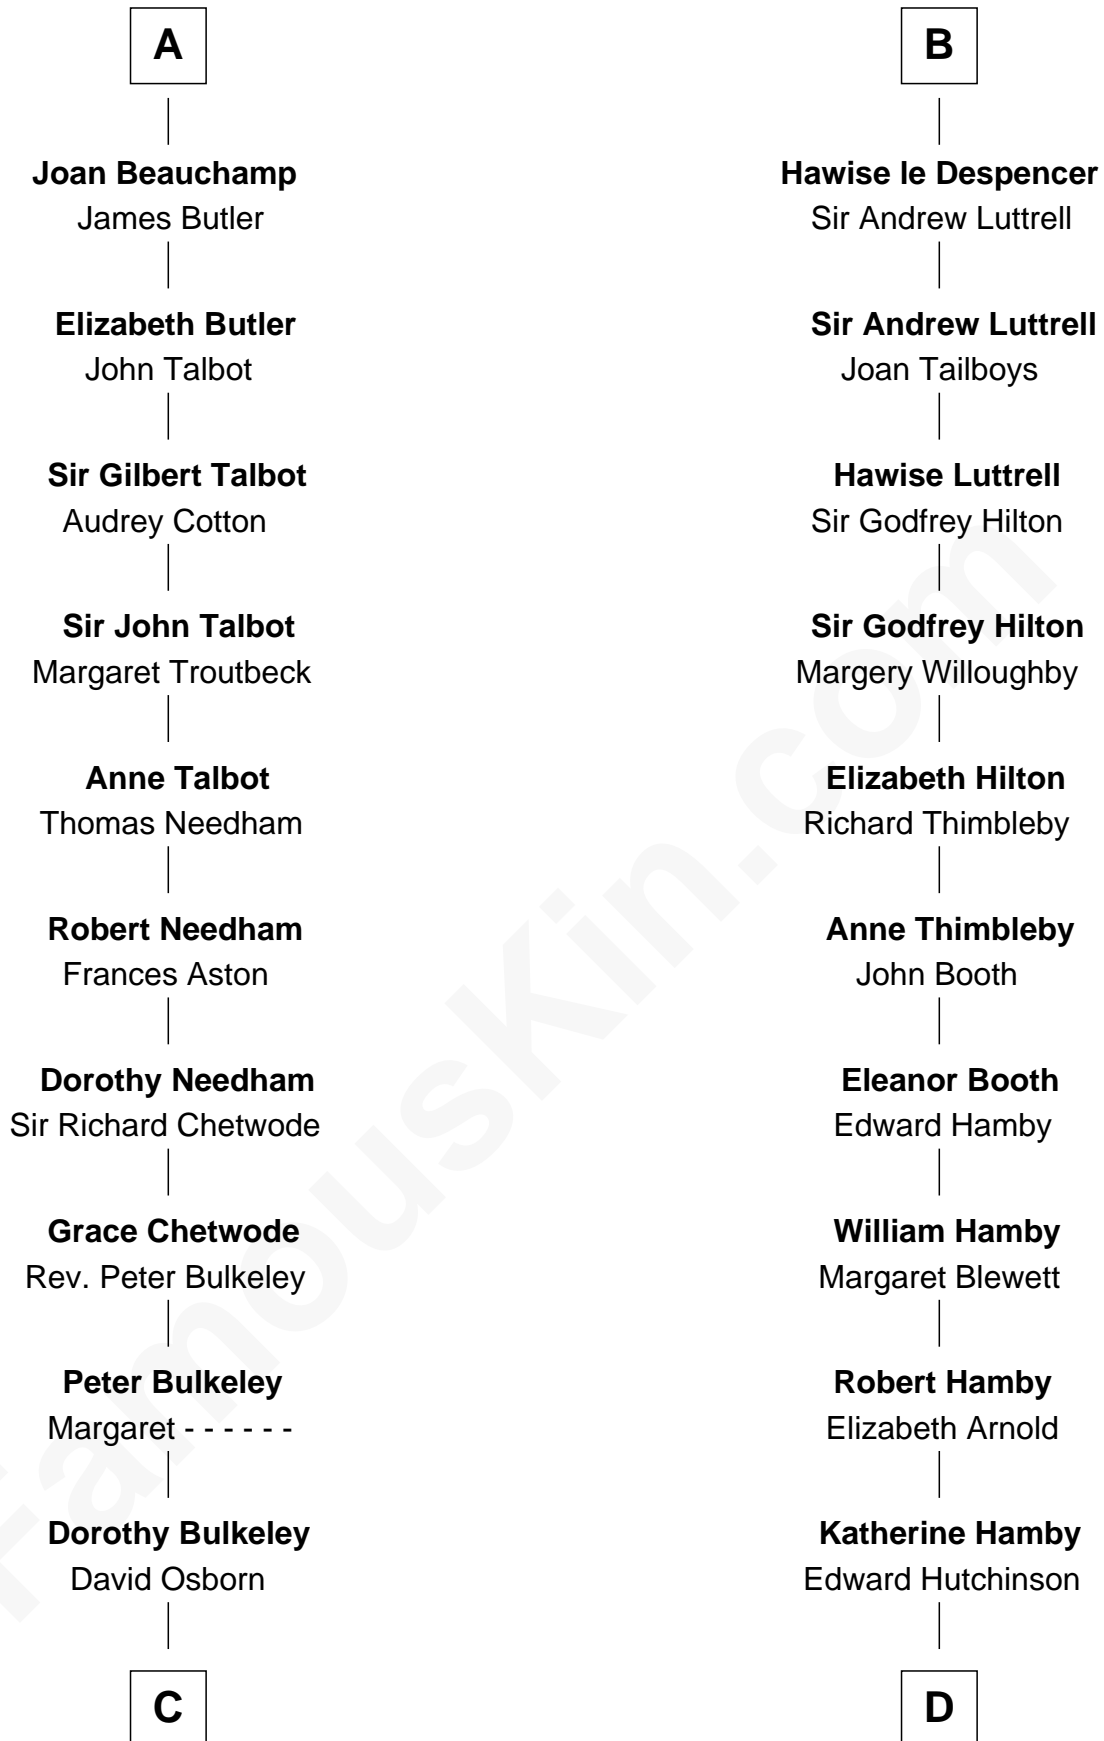 A
Joan Beauchamp
James Butler
Elizabeth Butler
John Talbot
Sir Gilbert Talbot
Audrey Cotton
Sir John Talbot
Margaret Troutbeck
Anne Talbot
Thomas Needham
Robert Needham
Frances Aston
Dorothy Needham
Sir Richard Chetwode
Grace Chetwode
Rev. Peter Bulkeley
Peter Bulkeley
Margaret - - - - - -
Dorothy Bulkeley
David Osborn
C
B
Hawise le Despencer
Sir Andrew Luttrell
Sir Andrew Luttrell
Joan Tailboys
Hawise Luttrell
Sir Godfrey Hilton
Sir Godfrey Hilton
Margery Willoughby
Elizabeth Hilton
Richard Thimbleby
Anne Thimbleby
John Booth
Eleanor Booth
Edward Hamby
William Hamby
Margaret Blewett
Robert Hamby
Elizabeth Arnold
Katherine Hamby
Edward Hutchinson
D
FamousKin.com